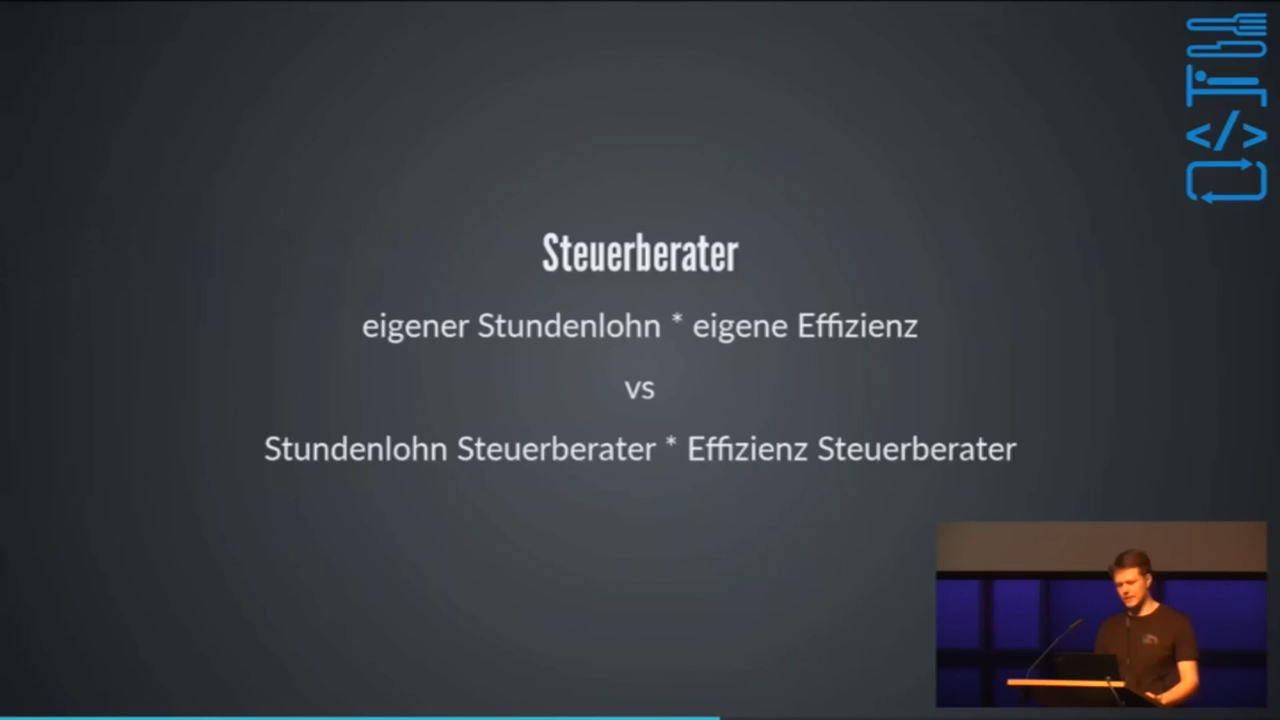 Steuerberater
eigener Stundenlohn * eigene Effizienz
vs
Stundenlohn Steuerberater * Effizienz Steuerberater